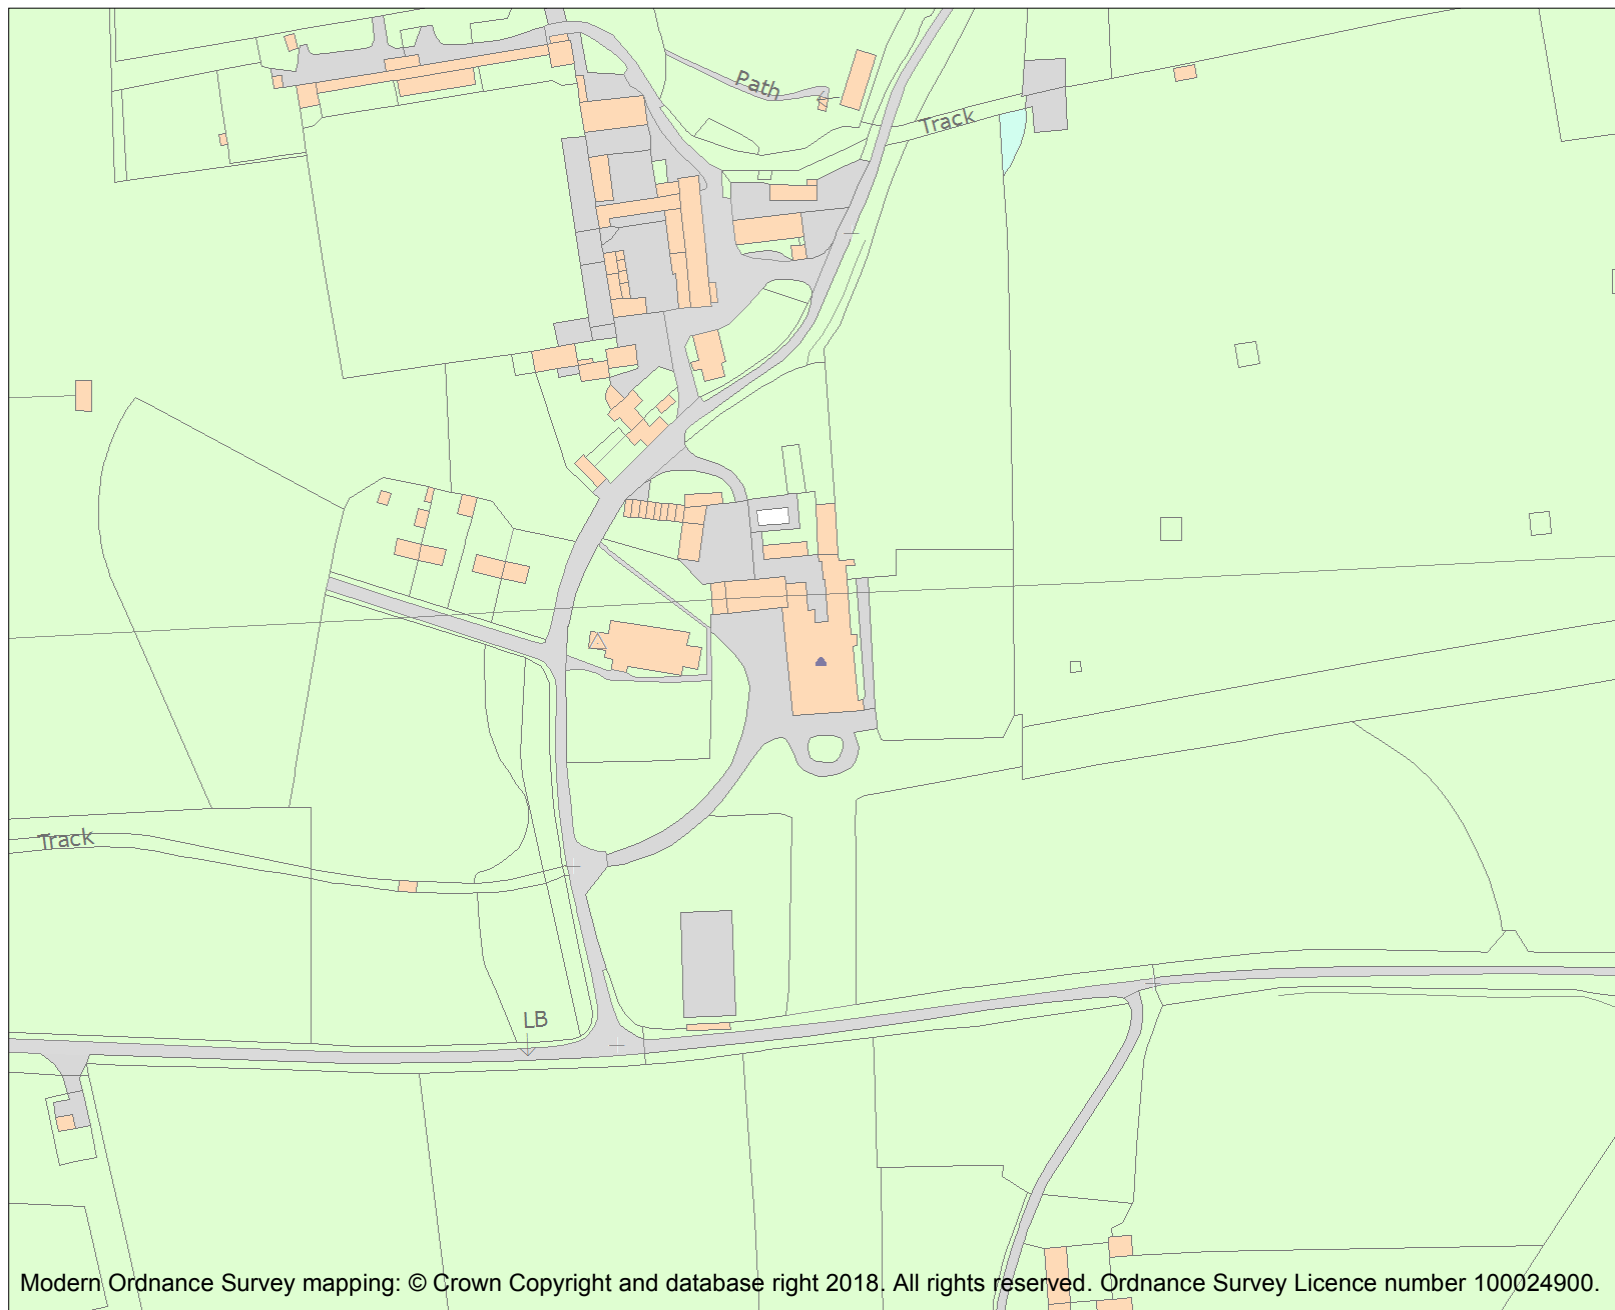 Path
Track
Track
LB
Modern Ordnance Survey mapping: © Crown Copyright and database right 2018. All rights reserved. Ordnance Survey Licence number 100024900.